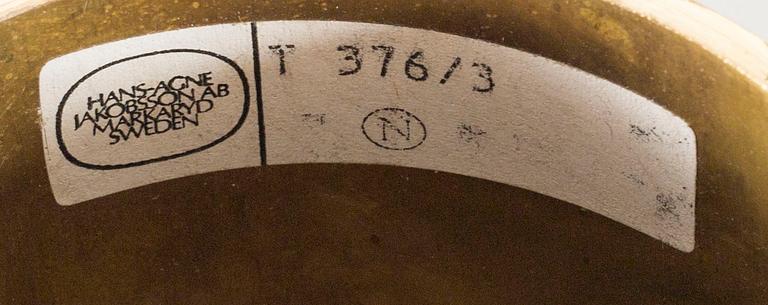 HANS-AGNE
JAKOBSSON AB
MARKARYD
SWEDEN
T 376/3
N